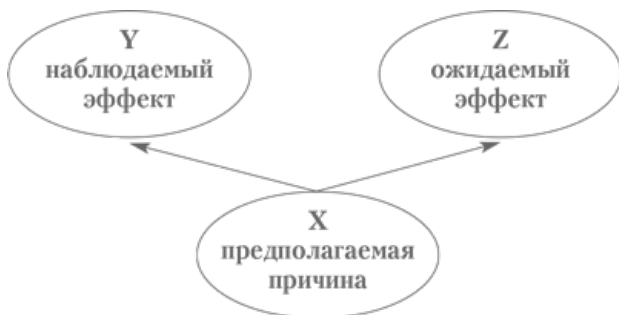 Y
наблюдаемый
эффект
Z
ожидаемый
эффект
X
предполагаемая
причина